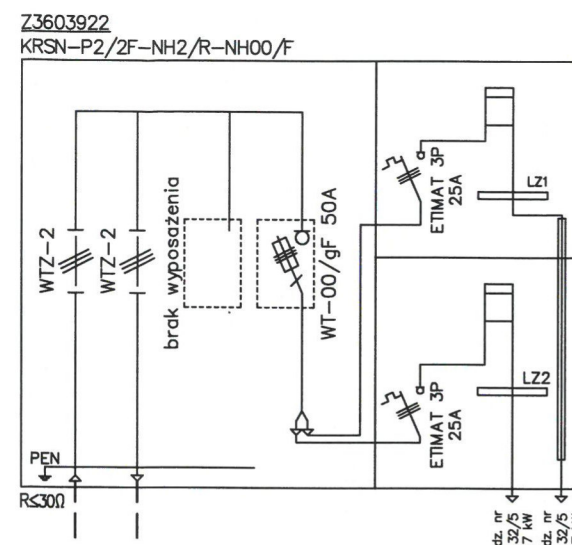 Z3603922
KRSN-P2/2F-NH2/R-NH00/F
WTZ-2
WTZ-2
brak wyposażenia
WT-00/gF 50A
ETIMAT 3P
25A
LZ1
ETIMAT 3P
25A
LZ2
PEN
R≤30Ω
dz. nr
32/5
7 kW
dz. nr
32/5